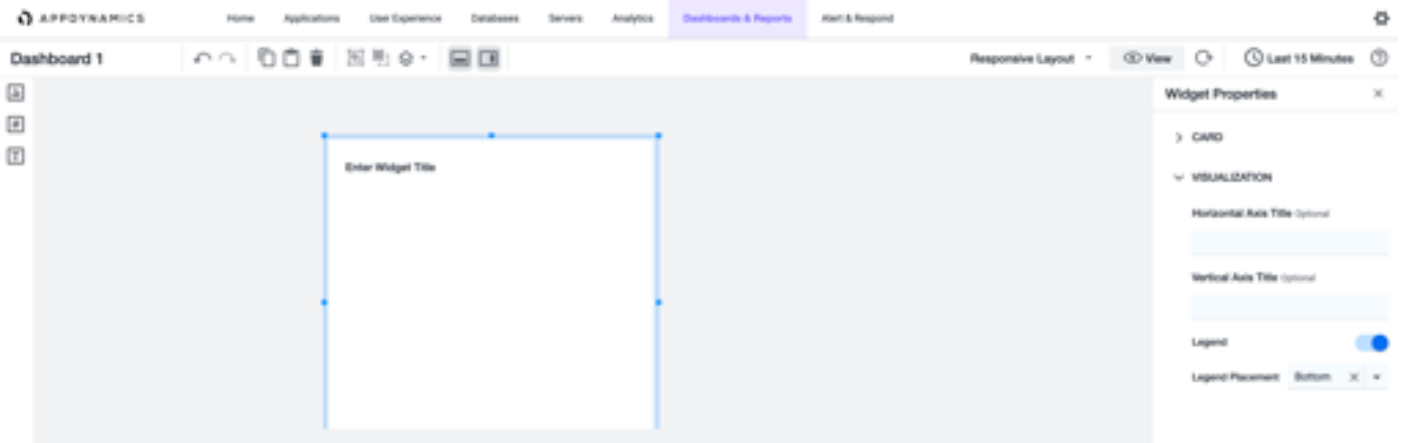 APPDYNAMICS Home Applications User Experience Databases Servers Analytics Dashboards & Reports Alert & Respond
Dashboard 1 Responsive Layout View Last 15 Minutes
Widget Properties
CARD
Enter Widget Title
VISUALIZATION
Horizontal Axis Title Optional
Vertical Axis Title Optional
Legend
Legend Placement Bottom